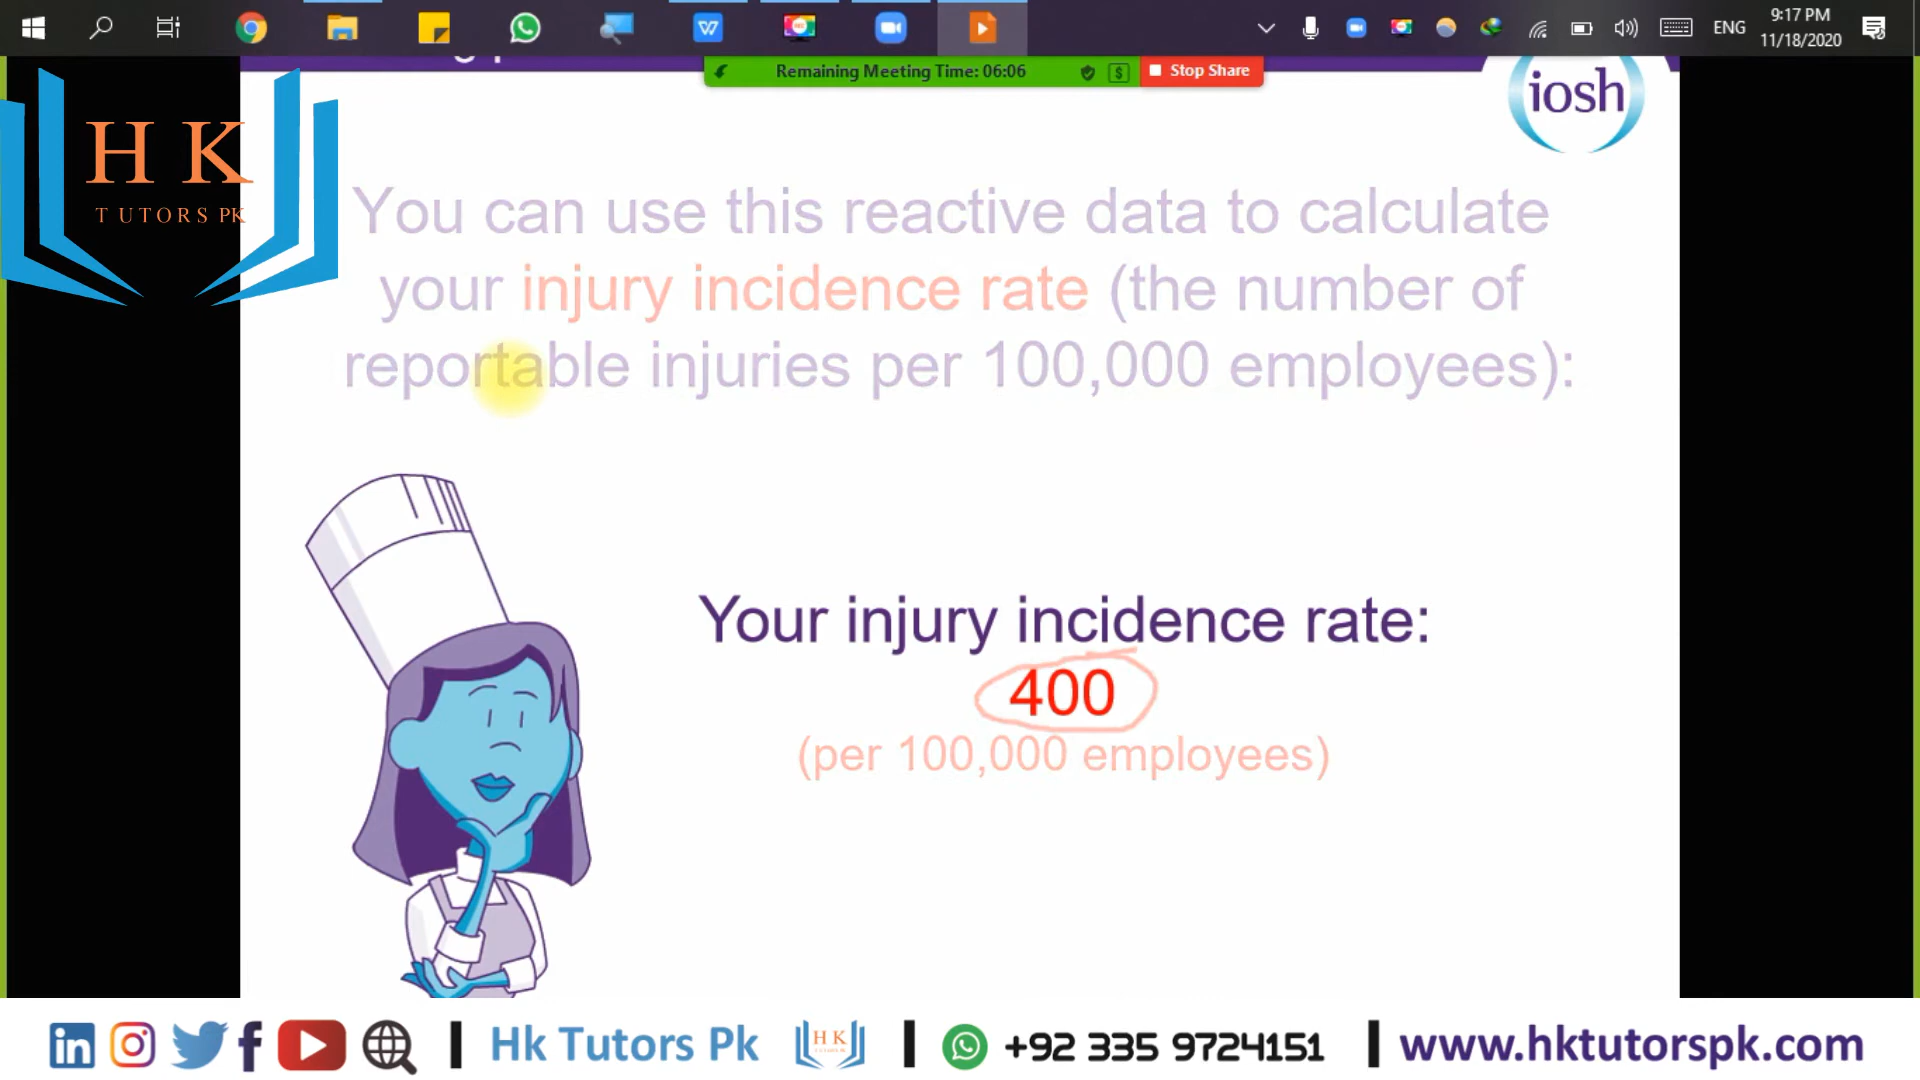 9:17 PM
ENG
11/18/2020
Remaining Meeting Time: 06:06
$
Stop Share
iosh
H K
TUTORS PK
You can use this reactive data to calculate
your injury incidence rate (the number of
reportable injuries per 100,000 employees):
Your injury incidence rate:
400
(per 100,000 employees)
in
Hk Tutors Pk
H K
+92 335 9724151
www.hktutorspk.com